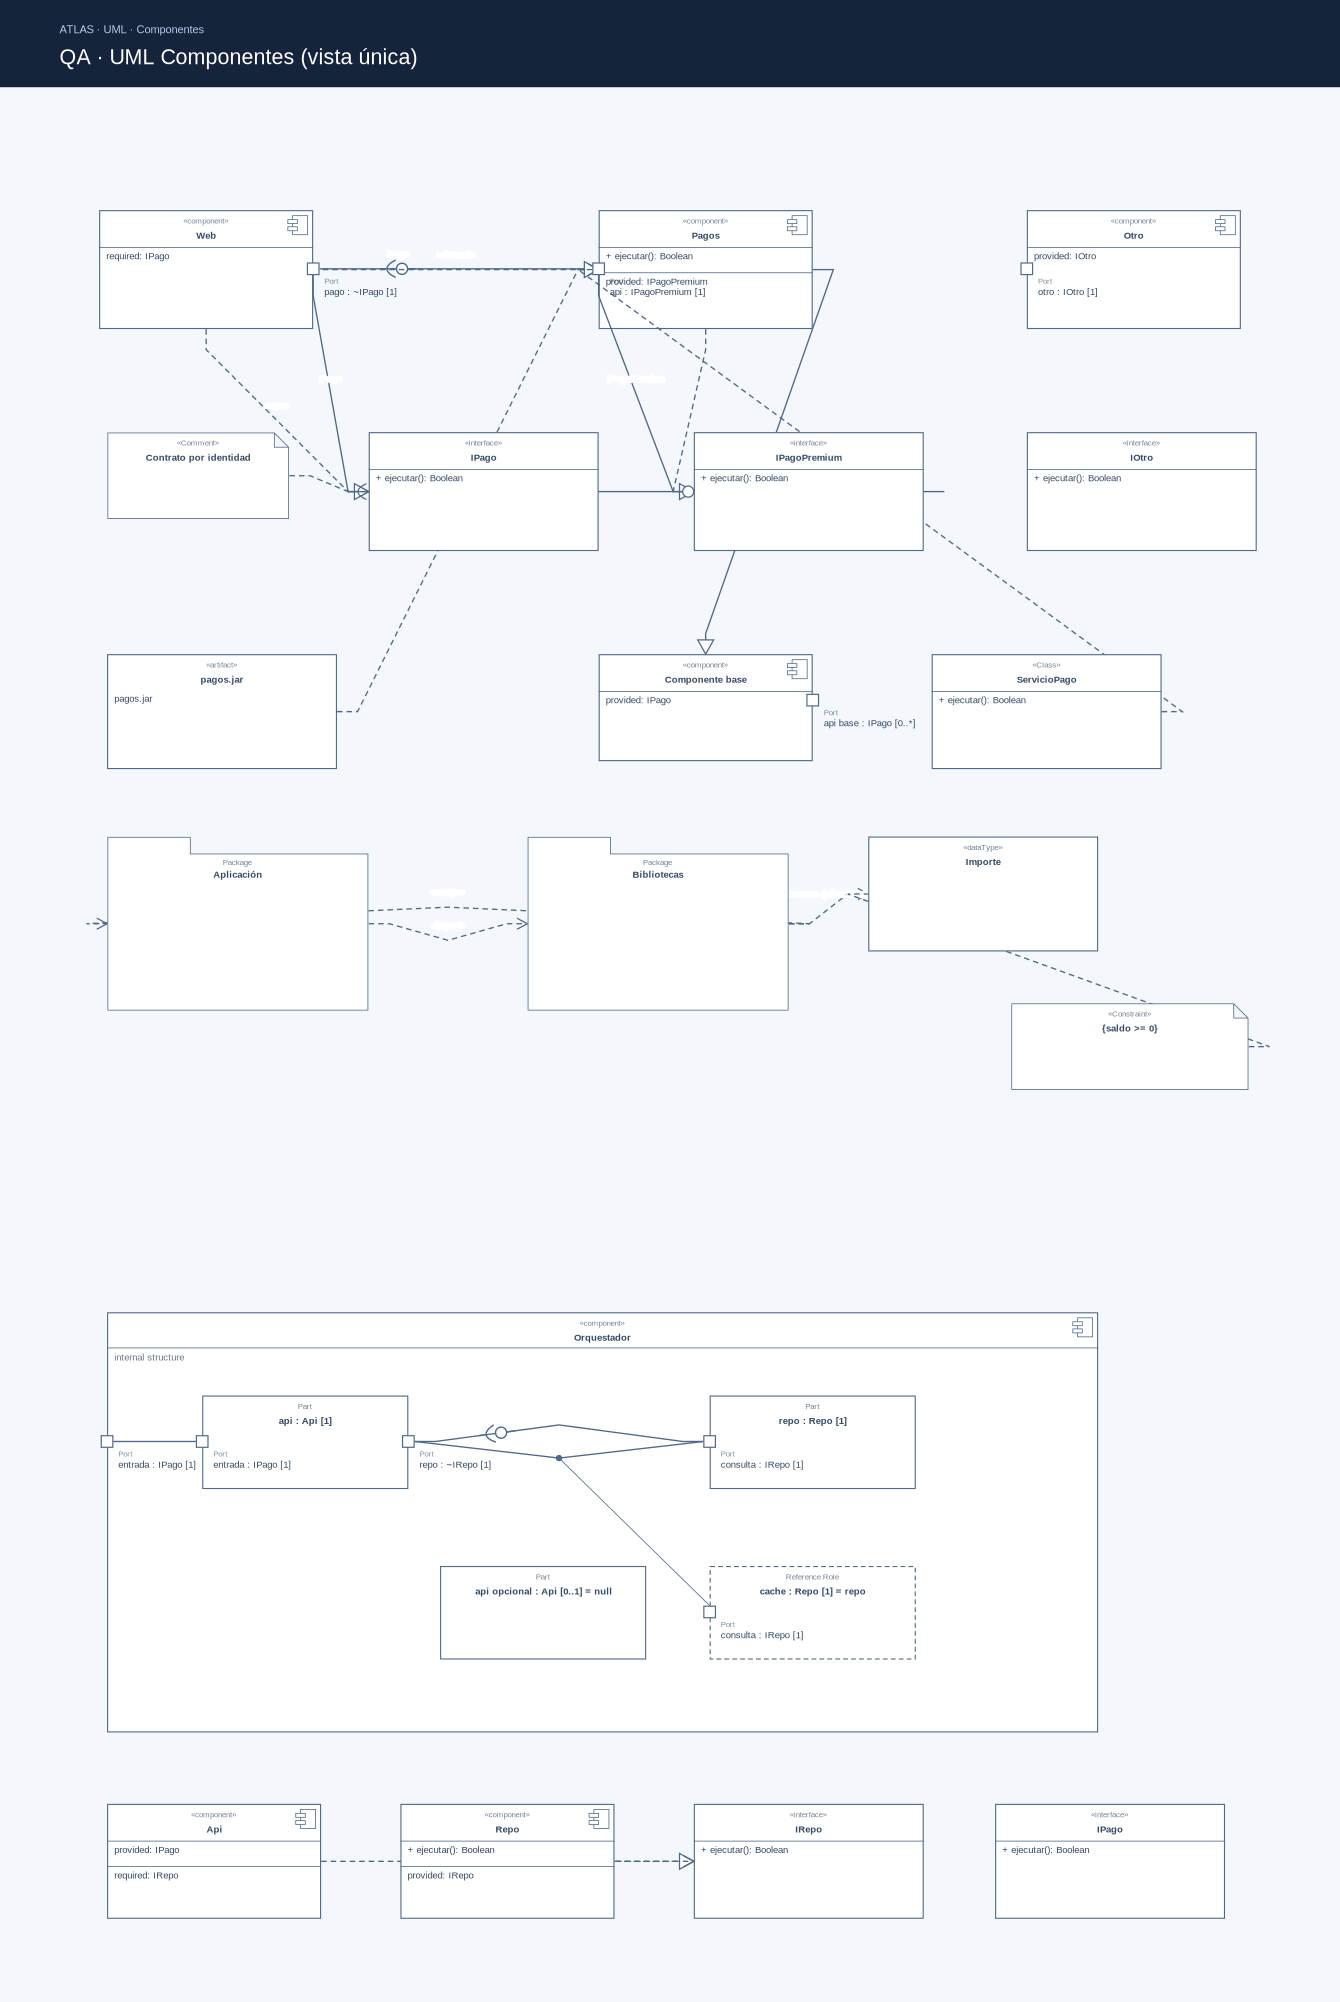 ATLAS · UML · Componentes
QA · UML Componentes (vista única)
«component»
Web
required: IPago
Port
pago : ~IPago [1]
«component»
Pagos
+ ejecutar(): Boolean
provided: IPagoPremium
api : IPagoPremium [1]
«component»
Otro
provided: IOtro
Port
otro : IOtro [1]
«Comment»
Contrato por identidad
«interface»
IPago
+ ejecutar(): Boolean
«interface»
IPagoPremium
+ ejecutar(): Boolean
«interface»
IOtro
+ ejecutar(): Boolean
«artifact»
pagos.jar
pagos.jar
«component»
Componente base
provided: IPago
Port
api base : IPago [0..*]
«Class»
ServicioPago
+ ejecutar(): Boolean
Package
Aplicación
Package
Bibliotecas
«dataType»
Importe
«Constraint»
{saldo >= 0}
«component»
Orquestador
internal structure
Part
api : Api [1]
Port
entrada : IPago [1]
Port
entrada : IPago [1]
Port
repo : ~IRepo [1]
Part
repo : Repo [1]
Port
consulta : IRepo [1]
Part
api opcional : Api [0..1] = null
Reference Role
cache : Repo [1] = repo
Port
consulta : IRepo [1]
«component»
Api
provided: IPago
required: IRepo
«component»
Repo
+ ejecutar(): Boolean
provided: IRepo
«interface»
IRepo
+ ejecutar(): Boolean
«interface»
IPago
+ ejecutar(): Boolean